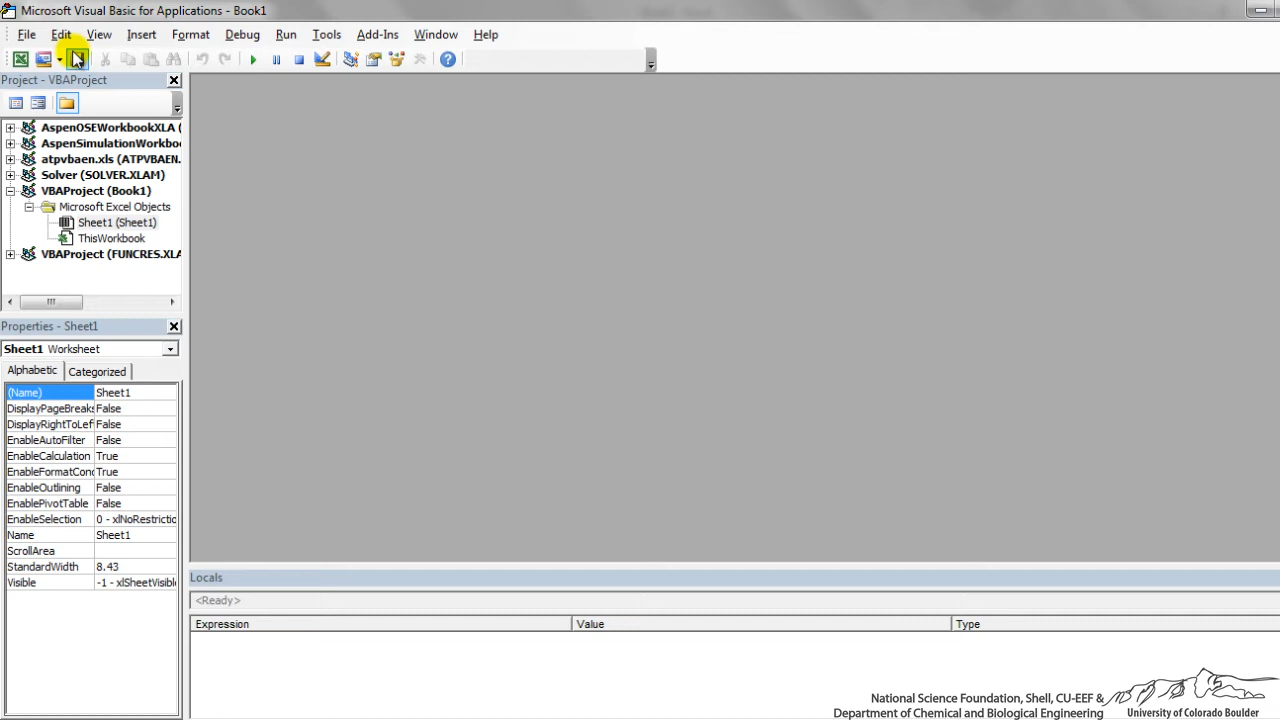 Microsoft Visual Basic for Applications - Book1
File Edit View Insert Format Debug Run Tools Add-Ins Window Help
Project - VBAProject
AspenOSEWorkbookXLA (
AspenSimulationWorkbo
atpvbaen.xls (ATPVBAEN.
Solver (SOLVER.XLAM)
VBAProject (Book1)
Microsoft Excel Objects
Sheet1 (Sheet1)
ThisWorkbook
VBAProject (FUNCRES.XLA
Properties - Sheet1
Sheet1 Worksheet
Alphabetic Categorized
(Name) Sheet1
DisplayPageBreaks False
DisplayRightToLef False
EnableAutoFilter False
EnableCalculation True
EnableFormatCond True
EnableOutlining False
EnablePivotTable False
EnableSelection 0 - xlNoRestrictio
Name Sheet1
ScrollArea
StandardWidth 8.43
Visible -1 - xlSheetVisible
Locals
<Ready>
Expression Value Type
National Science Foundation, Shell, CU-EEF &
Department of Chemical and Biological Engineering
University of Colorado Boulder